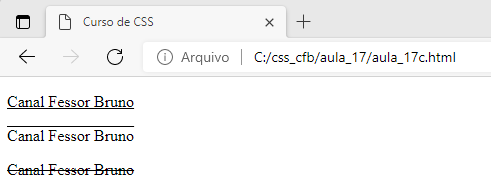 Curso de CSS
Arquivo C:/css_cfb/aula_17/aula_17c.html
Canal Fessor Bruno
Canal Fessor Bruno
Canal Fessor Bruno